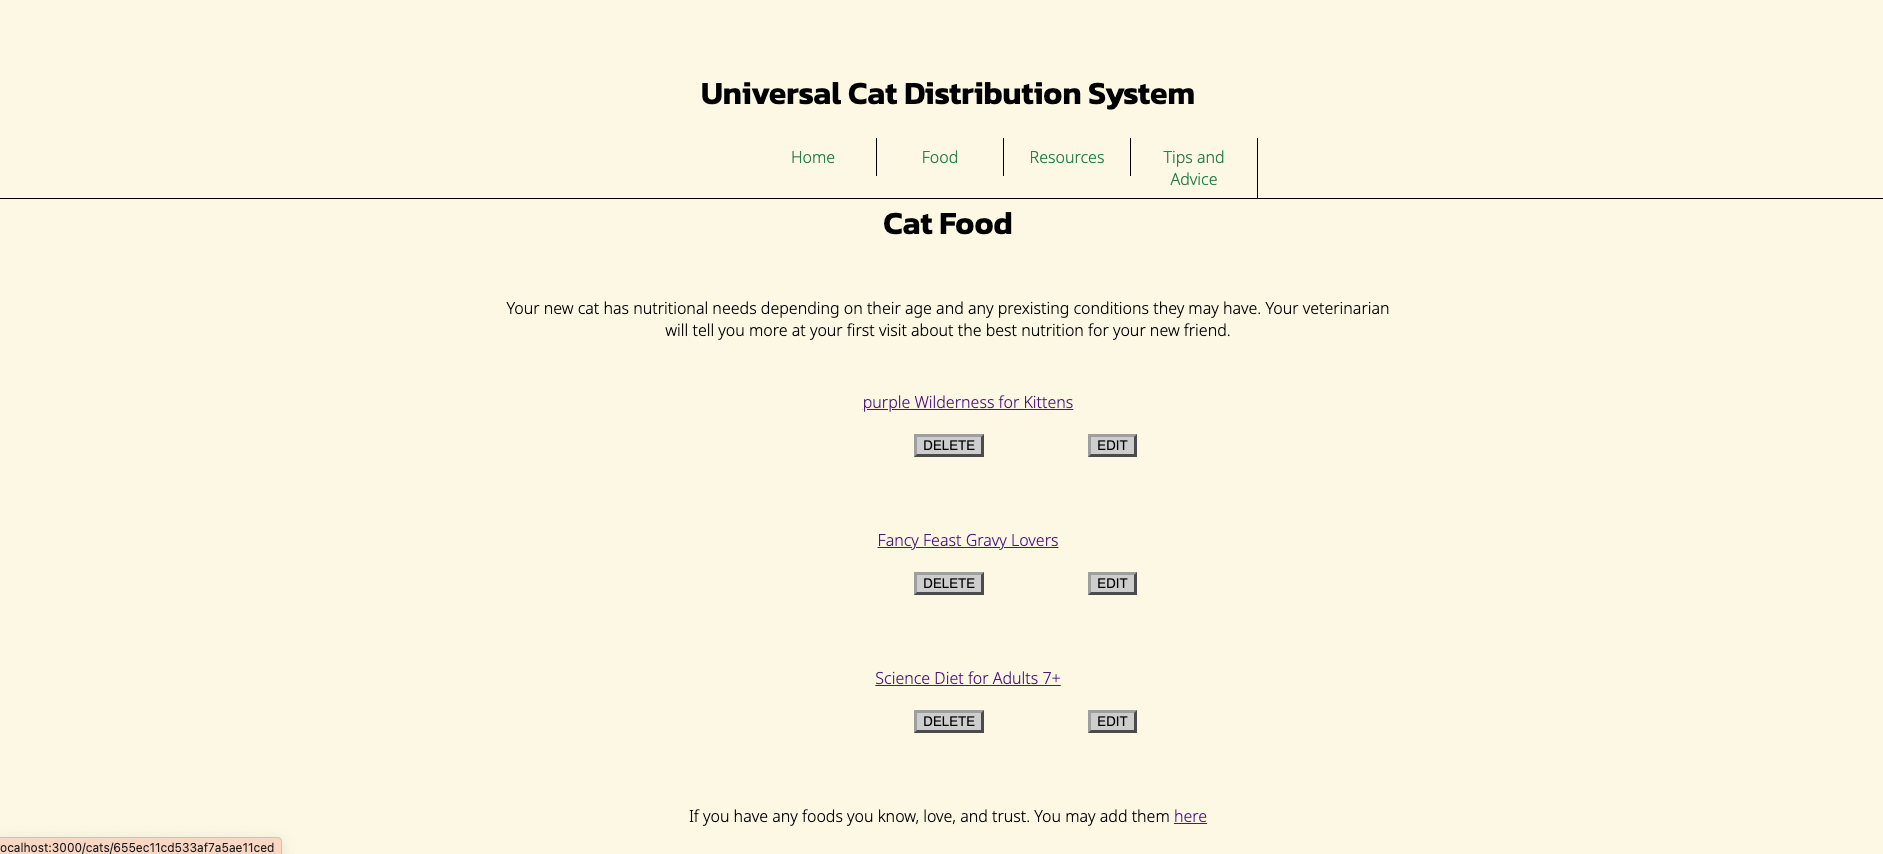 Universal Cat Distribution System
Home Food Resources Tips and
Advice
Cat Food
Your new cat has nutritional needs depending on their age and any prexisting conditions they may have. Your veterinarian
will tell you more at your first visit about the best nutrition for your new friend.
purple Wilderness for Kittens
DELETE EDIT
Fancy Feast Gravy Lovers
DELETE EDIT
Science Diet for Adults 7+
DELETE EDIT
If you have any foods you know, love, and trust. You may add them here
ocalhost:3000/cats/655ec11cd533af7a5ae11ced